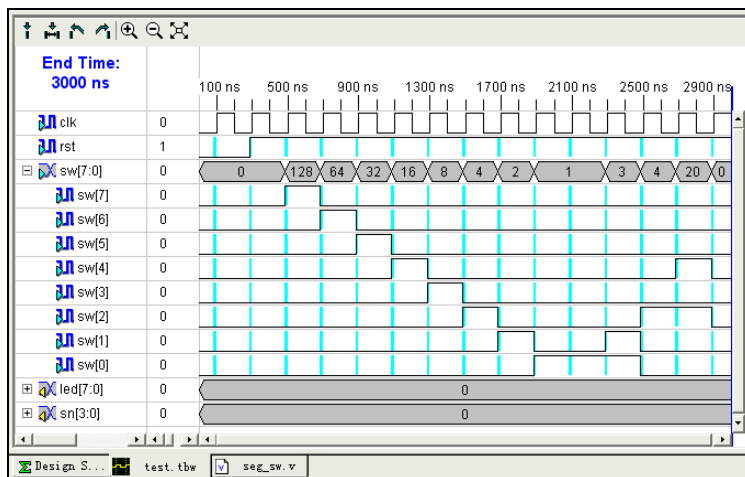 End Time:
3000 ns
100 ns 500 ns 900 ns 1300 ns 1700 ns 2100 ns 2500 ns 2900 ns
clk 0
rst 1
sw[7:0] 0 0 128 64 32 16 8 4 2 1 3 4 20 0
sw[7] 0
sw[6] 0
sw[5] 0
sw[4] 0
sw[3] 0
sw[2] 0
sw[1] 0
sw[0] 0
led[7:0] 0 0
sn[3:0] 0 0
Design S... test.tbw seg_sw.v